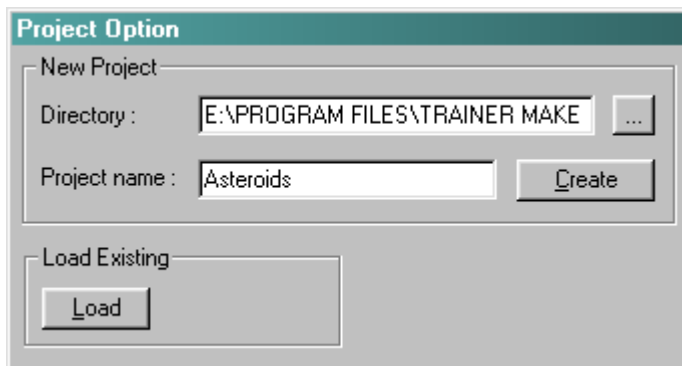 Project Option
New Project
Directory : E:\PROGRAM FILES\TRAINER MAKE ...
Project name : Asteroids Create
Load Existing
Load